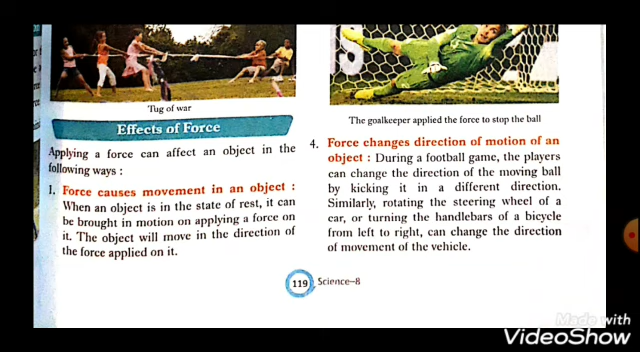 Tug of war
Effects of Force
Applying a force can affect an object in the
following ways :
1. Force causes movement in an object :
When an object is in the state of rest, it can
be brought in motion on applying a force on
it. The object will move in the direction of
the force applied on it.
The goalkeeper applied the force to stop the ball
4. Force changes direction of motion of an
object : During a football game, the players
can change the direction of the moving ball
by kicking it in a different direction.
Similarly, rotating the steering wheel of a
car, or turning the handlebars of a bicycle
from left to right, can change the direction
of movement of the vehicle.
119 Science–8
Made with
VideoShow